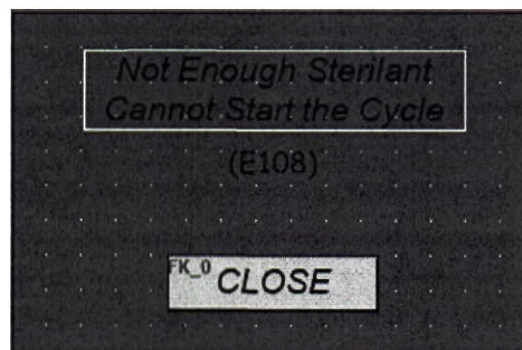 Not Enough Sterilant
Cannot Start the Cycle
(E108)
FK_0 CLOSE